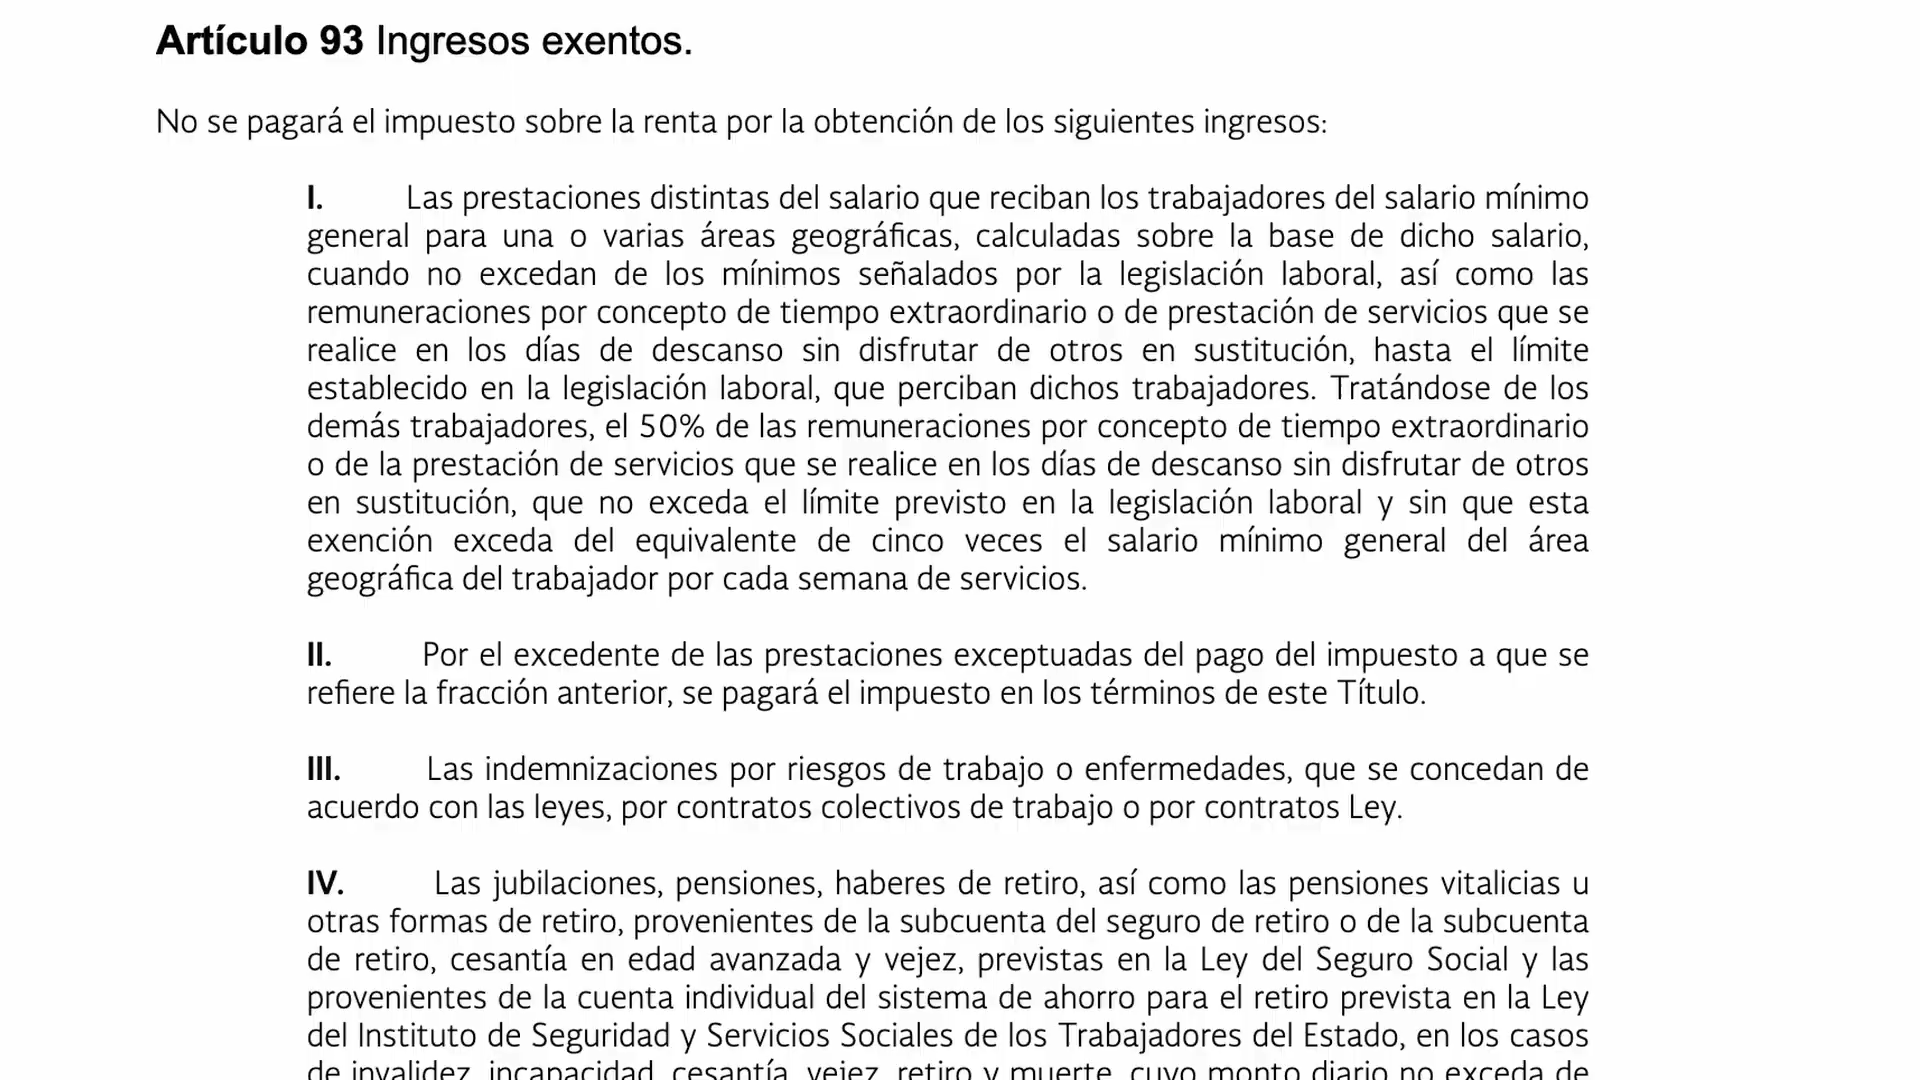 Artículo 93 Ingresos exentos.
No se pagará el impuesto sobre la renta por la obtención de los siguientes ingresos:
I. Las prestaciones distintas del salario que reciban los trabajadores del salario mínimo
general para una o varias áreas geográficas, calculadas sobre la base de dicho salario,
cuando no excedan de los mínimos señalados por la legislación laboral, así como las
remuneraciones por concepto de tiempo extraordinario o de prestación de servicios que se
realice en los días de descanso sin disfrutar de otros en sustitución, hasta el límite
establecido en la legislación laboral, que perciban dichos trabajadores. Tratándose de los
demás trabajadores, el 50% de las remuneraciones por concepto de tiempo extraordinario
o de la prestación de servicios que se realice en los días de descanso sin disfrutar de otros
en sustitución, que no exceda el límite previsto en la legislación laboral y sin que esta
exención exceda del equivalente de cinco veces el salario mínimo general del área
geográfica del trabajador por cada semana de servicios.
II. Por el excedente de las prestaciones exceptuadas del pago del impuesto a que se
refiere la fracción anterior, se pagará el impuesto en los términos de este Título.
III. Las indemnizaciones por riesgos de trabajo o enfermedades, que se concedan de
acuerdo con las leyes, por contratos colectivos de trabajo o por contratos Ley.
IV. Las jubilaciones, pensiones, haberes de retiro, así como las pensiones vitalicias u
otras formas de retiro, provenientes de la subcuenta del seguro de retiro o de la subcuenta
de retiro, cesantía en edad avanzada y vejez, previstas en la Ley del Seguro Social y las
provenientes de la cuenta individual del sistema de ahorro para el retiro prevista en la Ley
del Instituto de Seguridad y Servicios Sociales de los Trabajadores del Estado, en los casos
de invalidez, incapacidad, cesantía, vejez, retiro y muerte, cuyo monto diario no exceda de